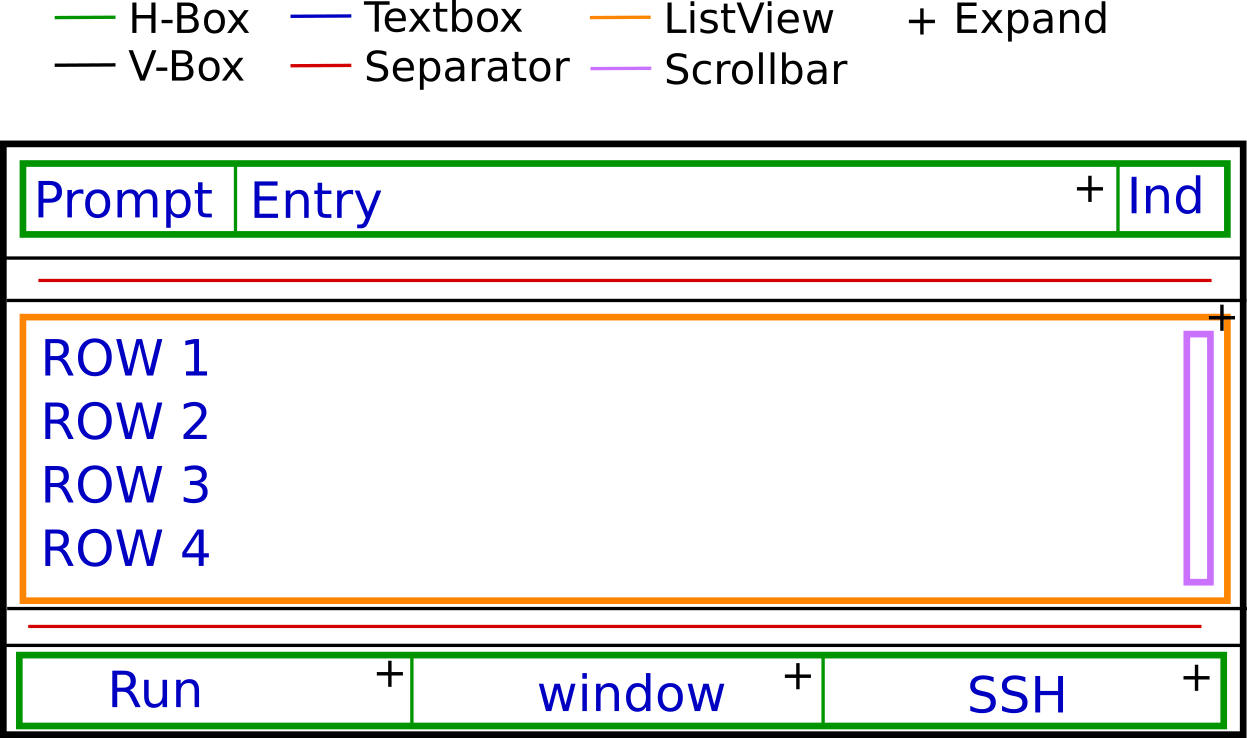 H-Box Textbox ListView + Expand
V-Box Separator Scrollbar
Prompt Entry + Ind
+
ROW 1
ROW 2
ROW 3
ROW 4
Run + window + SSH +